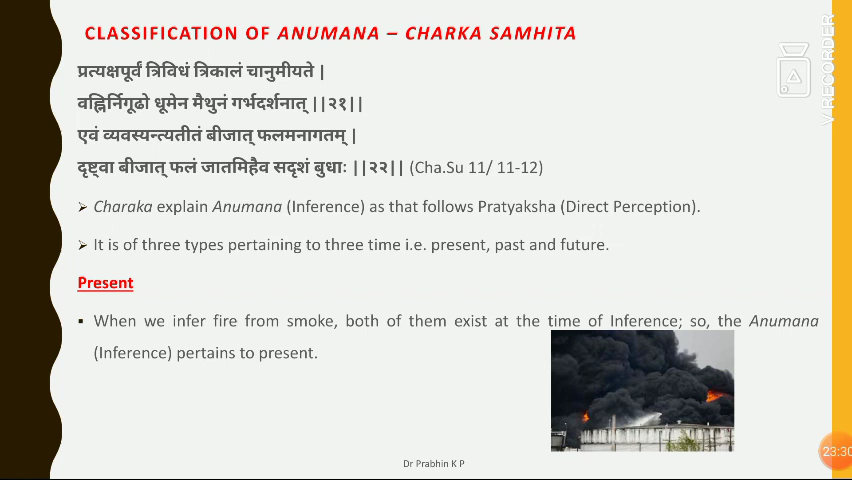 CLASSIFICATION OF ANUMANA – CHARKA SAMHITA
प्रत्यक्षपूर्वं त्रिविधं त्रिकालं चानुमीयते |
वह्निर्निगूढो धूमेन मैथुनं गर्भदर्शनात् ||२१||
एवं व्यवस्यन्त्यतीतं बीजात् फलमनागतम् |
दृष्ट्वा बीजात् फलं जातमिहैव सदृशं बुधाः ||२२|| (Cha.Su 11/ 11-12)
➢ Charaka explain Anumana (Inference) as that follows Pratyaksha (Direct Perception).
➢ It is of three types pertaining to three time i.e. present, past and future.
Present
▪ When we infer fire from smoke, both of them exist at the time of Inference; so, the Anumana
(Inference) pertains to present.
Dr Prabhin K P
V RECORDER
23:30